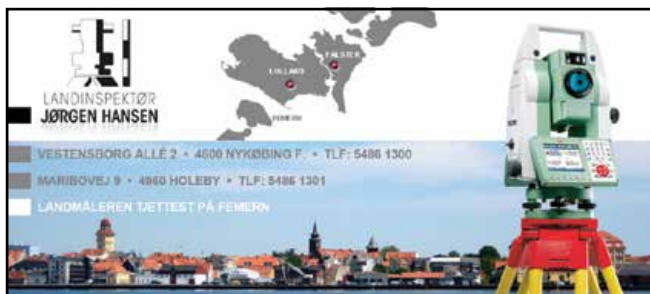 LANDINSPEKTØR
JØRGEN HANSEN
LOLLAND
FALSTER
FEMERN
VESTENSBORG ALLÉ 2 • 4800 NYKØBING F. • TLF: 5486 1300
MARIBOVEJ 9 • 4960 HOLEBY • TLF: 5486 1301
LANDMÅLEREN TÆTTEST PÅ FEMERN